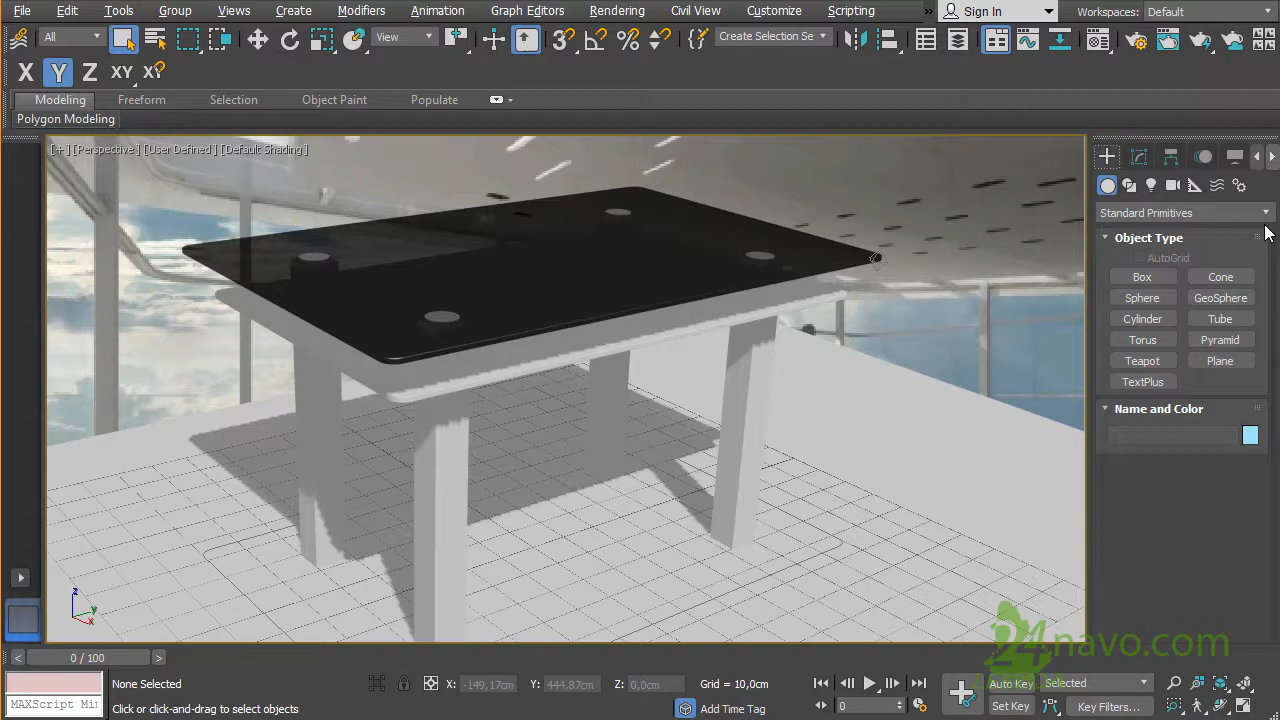 File Edit Tools Group Views Create Modifiers Animation Graph Editors Rendering Civil View Customize Scripting » Sign In Workspaces: Default
All View Create Selection Se
X Y Z XY XY
Modeling Freeform Selection Object Paint Populate
Polygon Modeling
[+] [Perspective] [User Defined] [Default Shading]
Standard Primitives
Object Type
AutoGrid
Box Cone
Sphere GeoSphere
Cylinder Tube
Torus Pyramid
Teapot Plane
TextPlus
Name and Color
z
y
x
24navo.com
< 0 / 100 >
None Selected X: -149,17cm Y: 444,87cm Z: 0,0cm Grid = 10,0cm Auto Key Selected
MAXScript Mi Click or click-and-drag to select objects Add Time Tag 0 Set Key Key Filters...